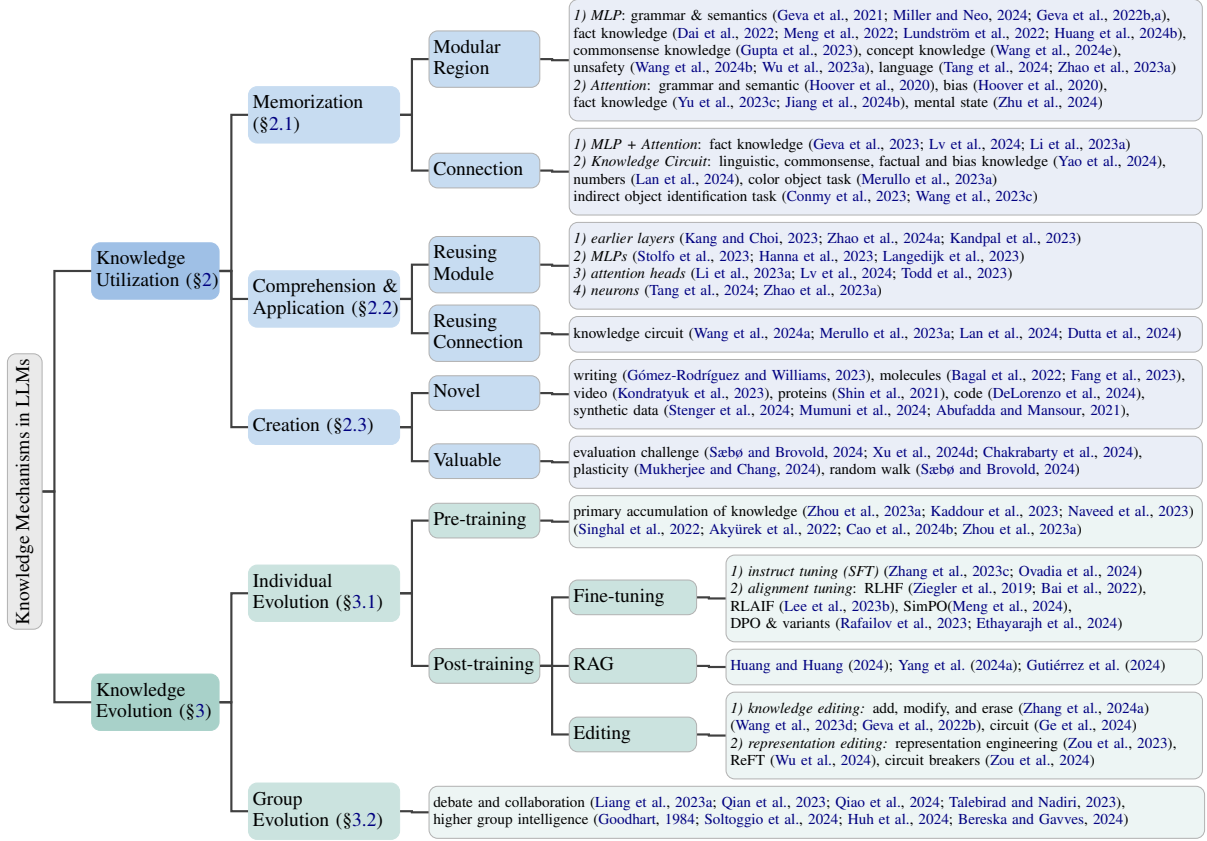 Knowledge Mechanisms in LLMs
Knowledge
Utilization (§2)
Memorization
(§2.1)
Modular
Region
1) MLP: grammar & semantics (Geva et al., 2021; Miller and Neo, 2024; Geva et al., 2022b,a),
fact knowledge (Dai et al., 2022; Meng et al., 2022; Lundström et al., 2022; Huang et al., 2024b),
commonsense knowledge (Gupta et al., 2023), concept knowledge (Wang et al., 2024e),
unsafety (Wang et al., 2024b; Wu et al., 2023a), language (Tang et al., 2024; Zhao et al., 2023a)
2) Attention: grammar and semantic (Hoover et al., 2020), bias (Hoover et al., 2020),
fact knowledge (Yu et al., 2023c; Jiang et al., 2024b), mental state (Zhu et al., 2024)
Connection
1) MLP + Attention: fact knowledge (Geva et al., 2023; Lv et al., 2024; Li et al., 2023a)
2) Knowledge Circuit: linguistic, commonsense, factual and bias knowledge (Yao et al., 2024),
numbers (Lan et al., 2024), color object task (Merullo et al., 2023a)
indirect object identification task (Conmy et al., 2023; Wang et al., 2023c)
Comprehension &
Application (§2.2)
Reusing
Module
1) earlier layers (Kang and Choi, 2023; Zhao et al., 2024a; Kandpal et al., 2023)
2) MLPs (Stolfo et al., 2023; Hanna et al., 2023; Langedijk et al., 2023)
3) attention heads (Li et al., 2023a; Lv et al., 2024; Todd et al., 2023)
4) neurons (Tang et al., 2024; Zhao et al., 2023a)
Reusing
Connection
knowledge circuit (Wang et al., 2024a; Merullo et al., 2023a; Lan et al., 2024; Dutta et al., 2024)
Creation (§2.3)
Novel
writing (Gómez-Rodríguez and Williams, 2023), molecules (Bagal et al., 2022; Fang et al., 2023),
video (Kondratyuk et al., 2023), proteins (Shin et al., 2021), code (DeLorenzo et al., 2024),
synthetic data (Stenger et al., 2024; Mumuni et al., 2024; Abufadda and Mansour, 2021),
Valuable
evaluation challenge (Sæbø and Brovold, 2024; Xu et al., 2024d; Chakrabarty et al., 2024),
plasticity (Mukherjee and Chang, 2024), random walk (Sæbø and Brovold, 2024)
Knowledge
Evolution (§3)
Individual
Evolution (§3.1)
Pre-training
primary accumulation of knowledge (Zhou et al., 2023a; Kaddour et al., 2023; Naveed et al., 2023)
(Singhal et al., 2022; Akyürek et al., 2022; Cao et al., 2024b; Zhou et al., 2023a)
Post-training
Fine-tuning
1) instruct tuning (SFT) (Zhang et al., 2023c; Ovadia et al., 2024)
2) alignment tuning: RLHF (Ziegler et al., 2019; Bai et al., 2022),
RLAIF (Lee et al., 2023b), SimPO(Meng et al., 2024),
DPO & variants (Rafailov et al., 2023; Ethayarajh et al., 2024)
RAG
Huang and Huang (2024); Yang et al. (2024a); Gutiérrez et al. (2024)
Editing
1) knowledge editing: add, modify, and erase (Zhang et al., 2024a)
(Wang et al., 2023d; Geva et al., 2022b), circuit (Ge et al., 2024)
2) representation editing: representation engineering (Zou et al., 2023),
ReFT (Wu et al., 2024), circuit breakers (Zou et al., 2024)
Group
Evolution (§3.2)
debate and collaboration (Liang et al., 2023a; Qian et al., 2023; Qiao et al., 2024; Talebirad and Nadiri, 2023),
higher group intelligence (Goodhart, 1984; Soltoggio et al., 2024; Huh et al., 2024; Bereska and Gavves, 2024)